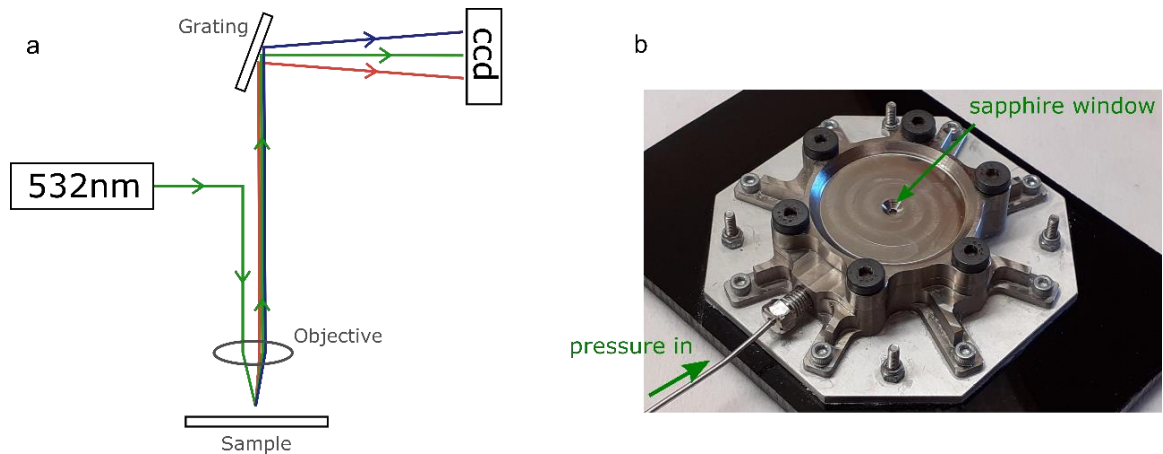 a
Grating
ccd
532nm
Objective
Sample
b
sapphire window
pressure in